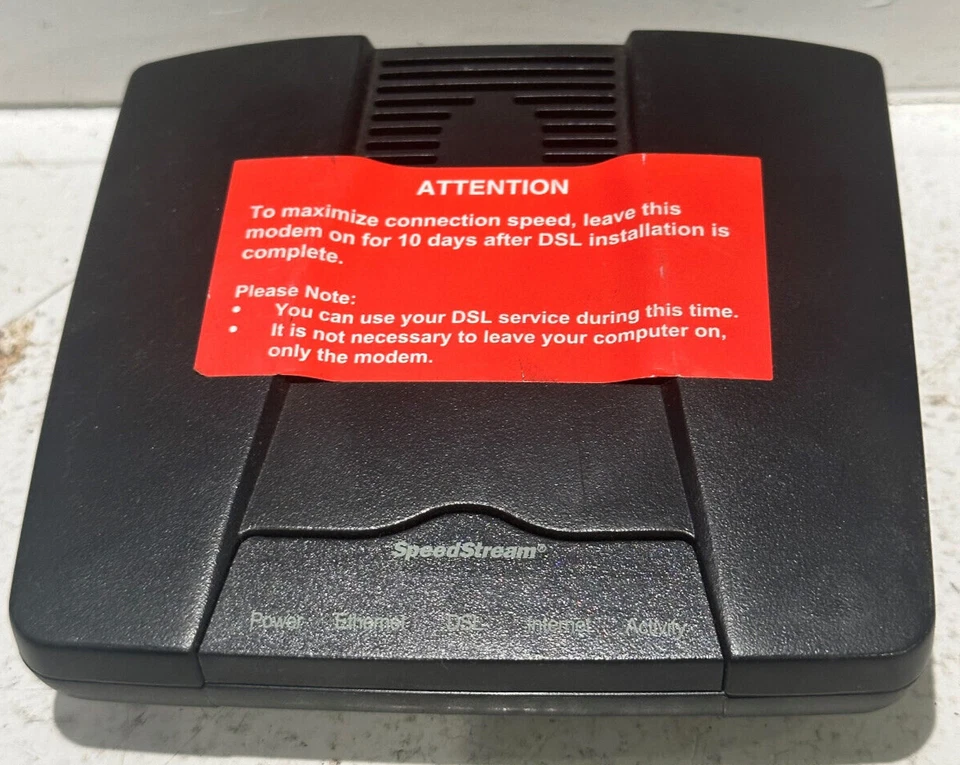 ATTENTION
To maximize connection speed, leave this
modem on for 10 days after DSL installation is
complete.
Please Note:
• You can use your DSL service during this time.
• It is not necessary to leave your computer on,
only the modem.
SpeedStream®
Power Ethernet DSL Internet Activity